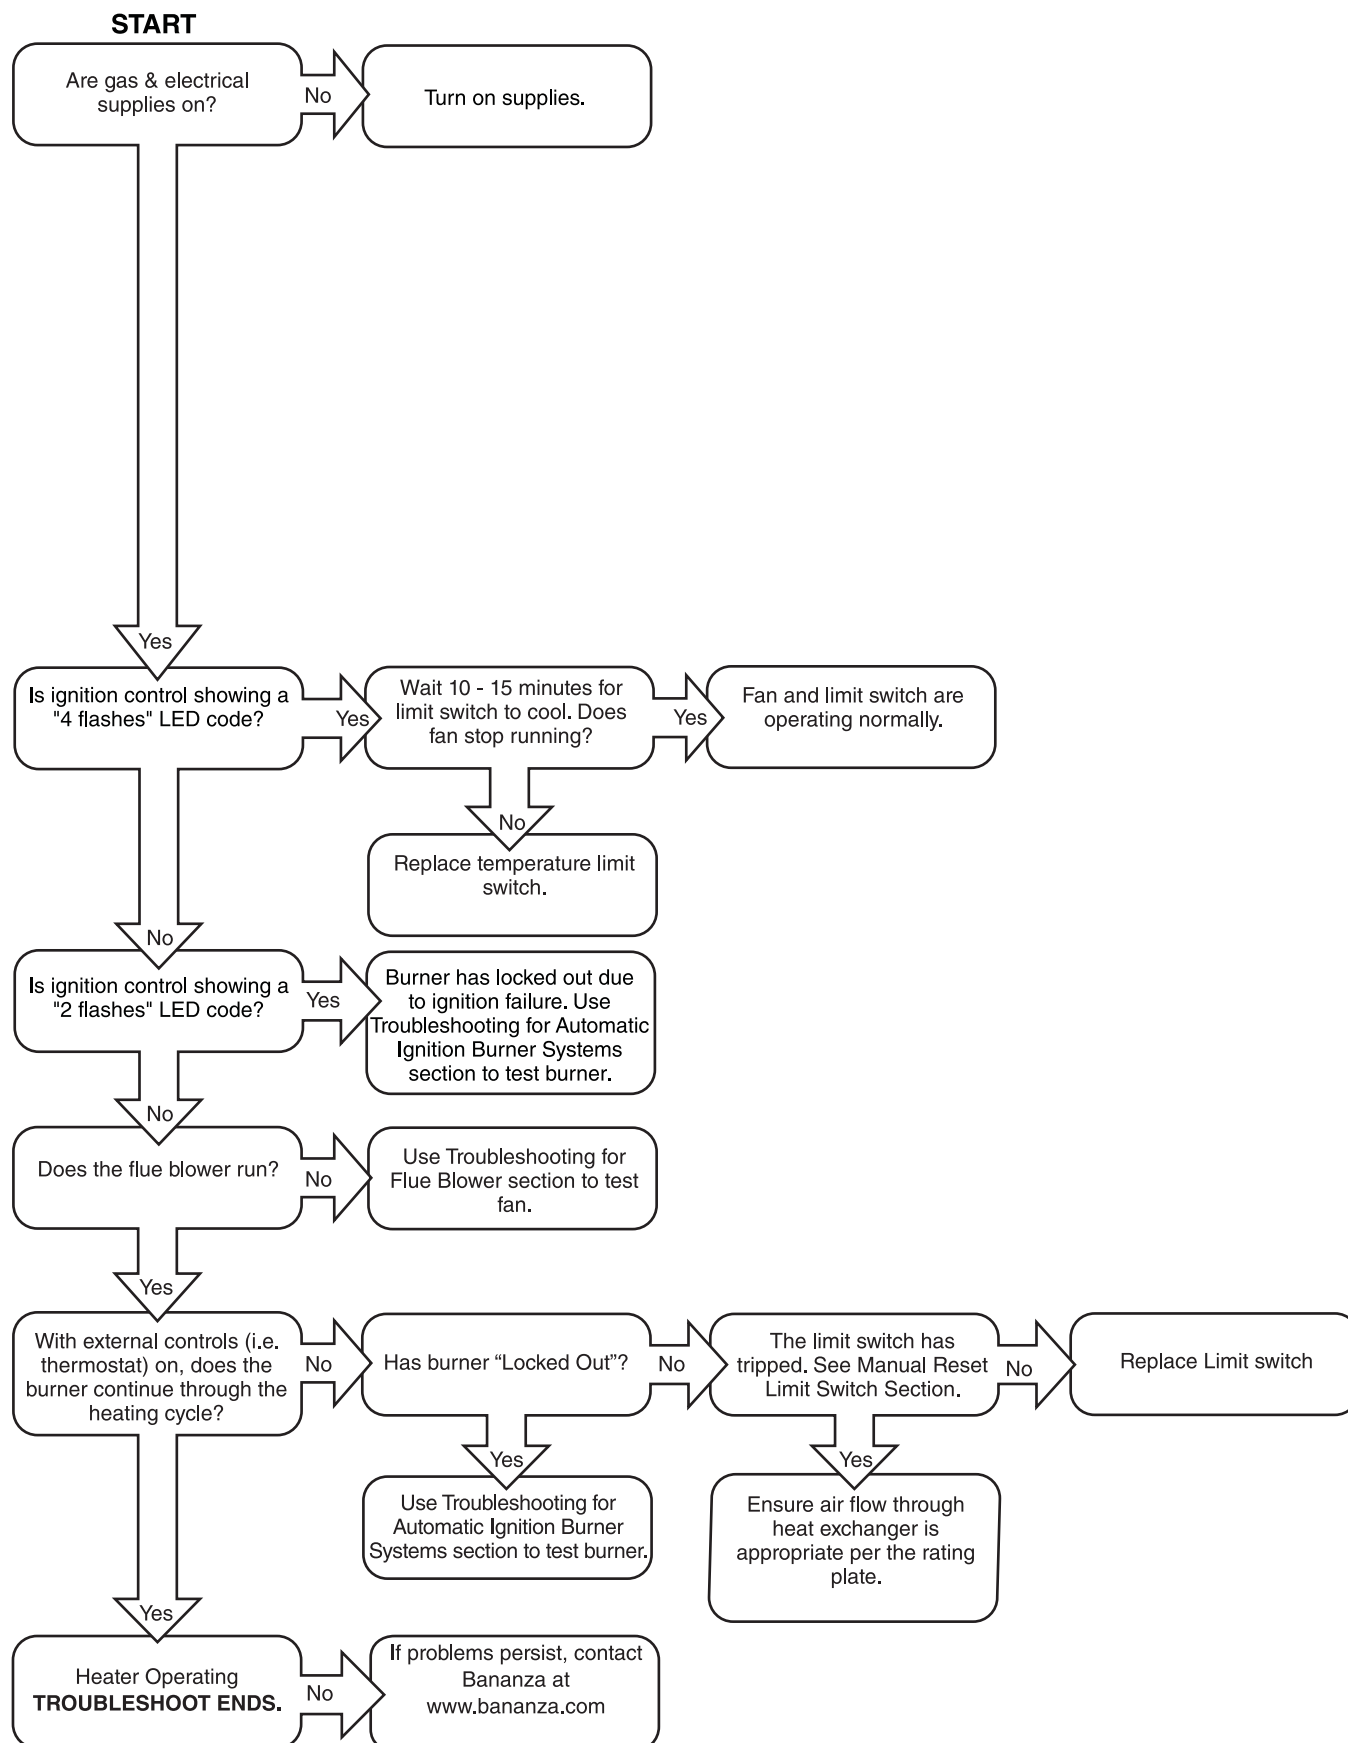 START
Are gas & electrical
supplies on?
No
Turn on supplies.
Yes
Is ignition control showing a
"4 flashes" LED code?
Yes
Wait 10 - 15 minutes for
limit switch to cool. Does
fan stop running?
Yes
Fan and limit switch are
operating normally.
No
Replace temperature limit
switch.
No
Is ignition control showing a
"2 flashes" LED code?
Yes
Burner has locked out due
to ignition failure. Use
Troubleshooting for Automatic
Ignition Burner Systems
section to test burner.
No
Does the flue blower run?
No
Use Troubleshooting for
Flue Blower section to test
fan.
Yes
With external controls (i.e.
thermostat) on, does the
burner continue through the
heating cycle?
No
Has burner “Locked Out”?
No
The limit switch has
tripped. See Manual Reset
Limit Switch Section.
No
Replace Limit switch
Yes
Use Troubleshooting for
Automatic Ignition Burner
Systems section to test burner.
Yes
Ensure air flow through
heat exchanger is
appropriate per the rating
plate.
Yes
Heater Operating
TROUBLESHOOT ENDS.
No
If problems persist, contact
Bananza at
www.bananza.com